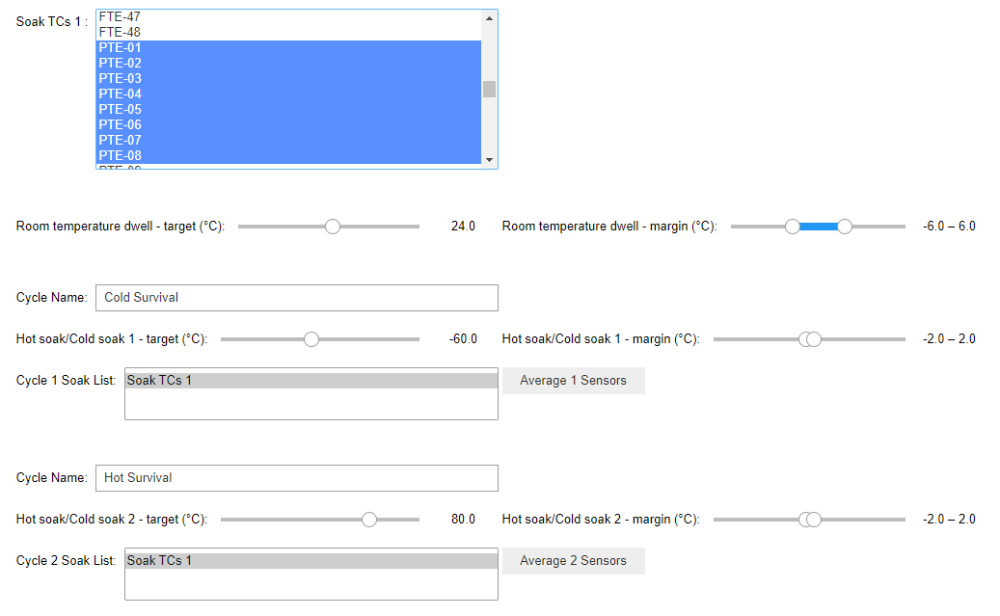 Soak TCs 1 :
FTE-47
FTE-48
PTE-01
PTE-02
PTE-03
PTE-04
PTE-05
PTE-06
PTE-07
PTE-08
Room temperature dwell - target (°C): 24.0 Room temperature dwell - margin (°C): -6.0 – 6.0
Cycle Name: Cold Survival
Hot soak/Cold soak 1 - target (°C): -60.0 Hot soak/Cold soak 1 - margin (°C): -2.0 – 2.0
Cycle 1 Soak List: Soak TCs 1 Average 1 Sensors
Cycle Name: Hot Survival
Hot soak/Cold soak 2 - target (°C): 80.0 Hot soak/Cold soak 2 - margin (°C): -2.0 – 2.0
Cycle 2 Soak List: Soak TCs 1 Average 2 Sensors